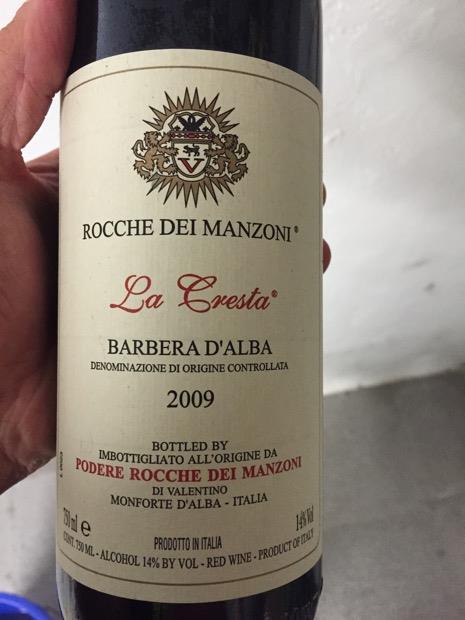 V
ROCCHE DEI MANZONI®
La Cresta®
BARBERA D'ALBA
DENOMINAZIONE DI ORIGINE CONTROLLATA
2009
BOTTLED BY
IMBOTTIGLIATO ALL'ORIGINE DA
PODERE ROCCHE DEI MANZONI
DI VALENTINO
MONFORTE D'ALBA - ITALIA
750 ml e
PRODOTTO IN ITALIA
14% Vol
CONT. 750 ML - ALCOHOL 14% BY VOL - RED WINE - PRODUCT OF ITALY